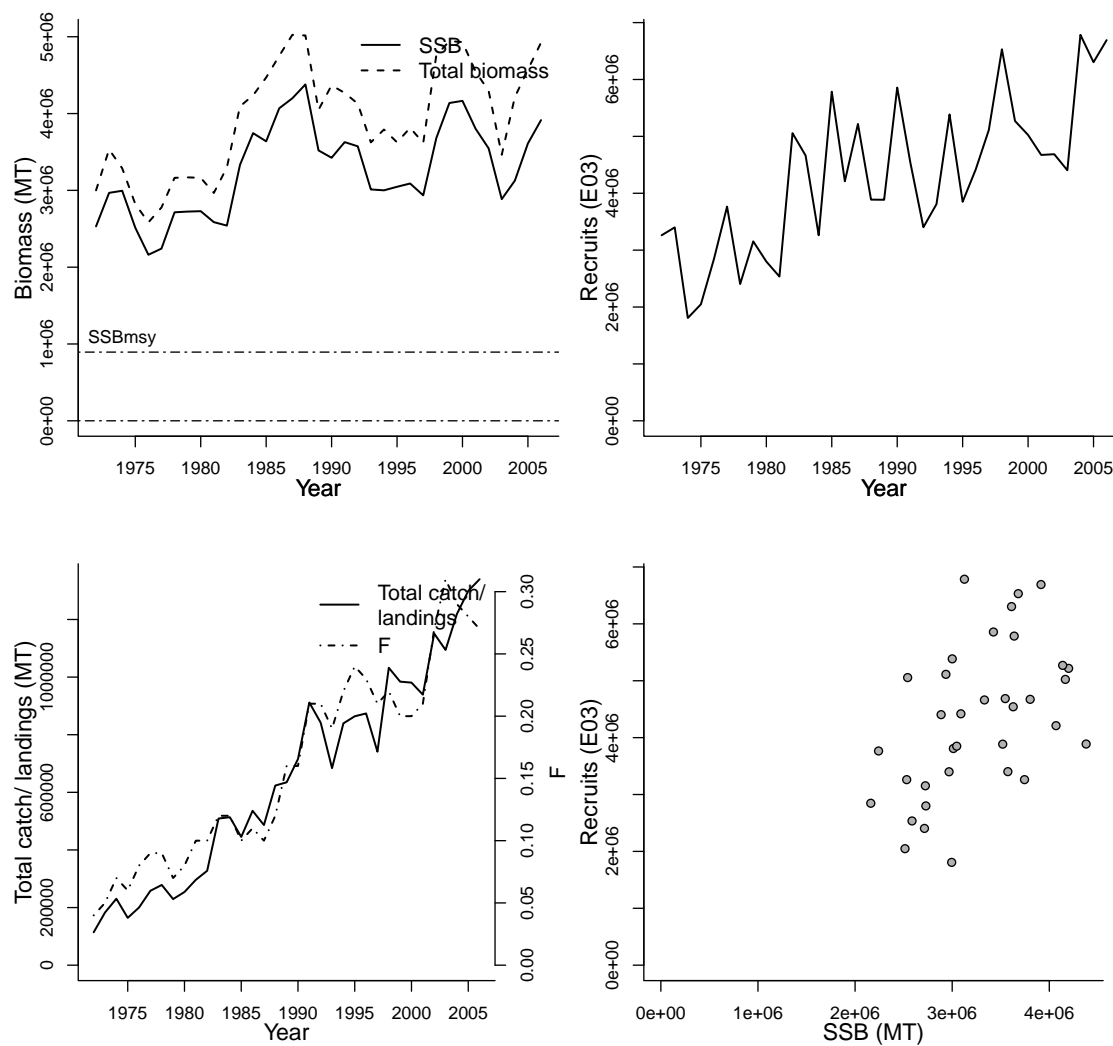 SSB
Total biomass
SSBmsy
Biomass (MT)
0e+00 1e+06 2e+06 3e+06 4e+06 5e+06
1975 1980 1985 1990 1995 2000 2005
Year
Recruits (E03)
0e+00 2e+06 4e+06 6e+06
1975 1980 1985 1990 1995 2000 2005
Year
Total catch/
landings
F
Total catch/ landings (MT)
0 200000 600000 1000000
0.00 0.05 0.10 0.15 0.20 0.25 0.30
F
1975 1980 1985 1990 1995 2000 2005
Year
Recruits (E03)
0e+00 2e+06 4e+06 6e+06
0e+00 1e+06 2e+06 3e+06 4e+06
SSB (MT)